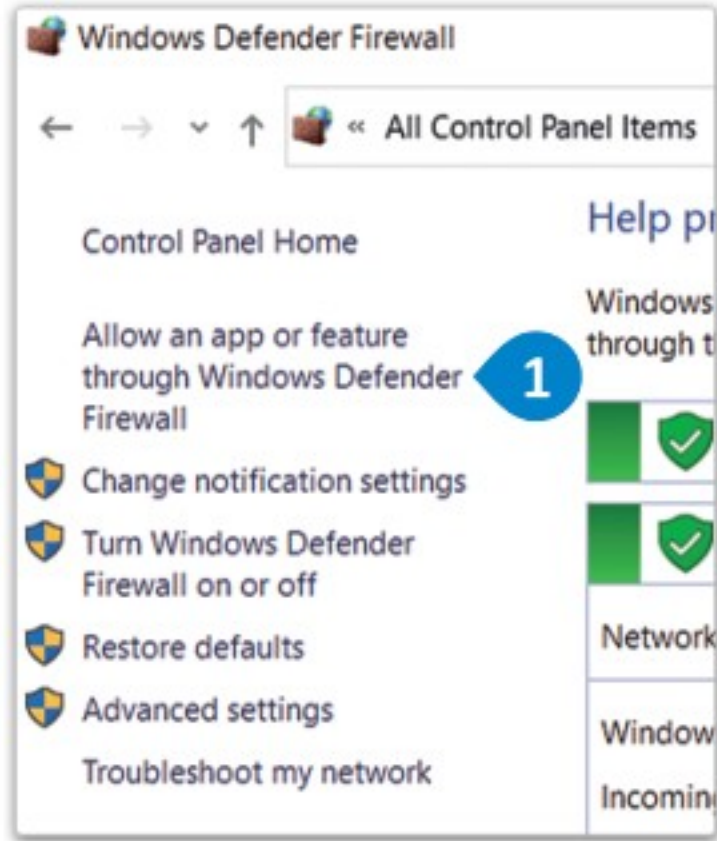 Windows Defender Firewall
« All Control Panel Items
Control Panel Home
Allow an app or feature
through Windows Defender
Firewall
1
Change notification settings
Turn Windows Defender
Firewall on or off
Restore defaults
Advanced settings
Troubleshoot my network
Help pr
Windows
through t
Network
Window
Incoming